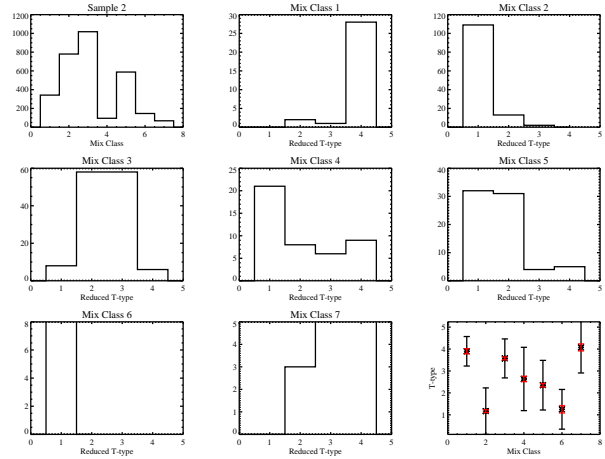 Sample 2
1200
1000
800
600
400
200
0
0 2 4 6 8
Mix Class
Mix Class 1
30
25
20
15
10
5
0
0 1 2 3 4 5
Reduced T-type
Mix Class 2
120
100
80
60
40
20
0
0 1 2 3 4 5
Reduced T-type
Mix Class 3
60
40
20
0
0 1 2 3 4 5
Reduced T-type
Mix Class 4
25
20
15
10
5
0
0 1 2 3 4 5
Reduced T-type
Mix Class 5
40
30
20
10
0
0 1 2 3 4 5
Reduced T-type
Mix Class 6
8
6
4
2
0
0 1 2 3 4 5
Reduced T-type
Mix Class 7
5
4
3
2
1
0
0 1 2 3 4 5
Reduced T-type
T-type
5
4
3
2
1
0 2 4 6 8
Mix Class